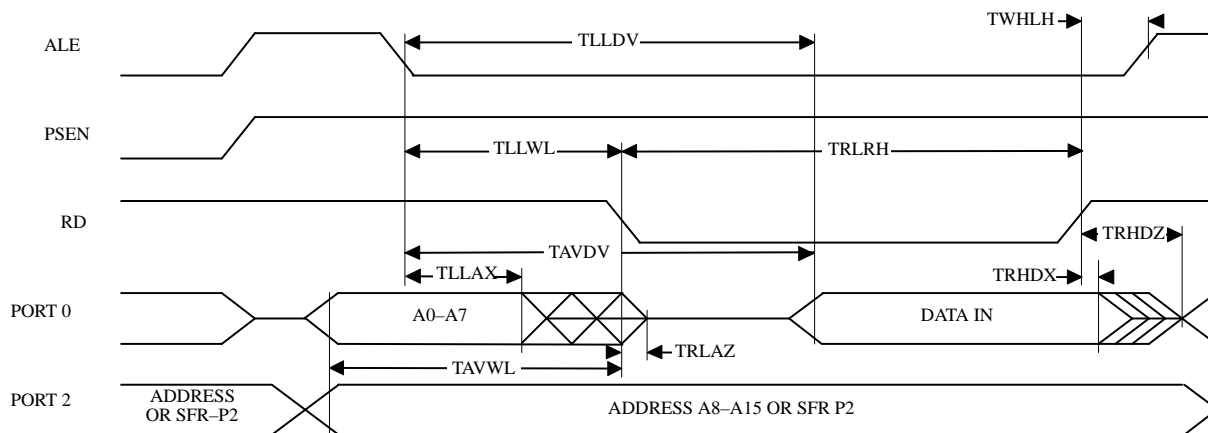 TWHLH
ALE
TLLDV
PSEN
TLLWL
TRLRH
RD
TRHDZ
TAVDV
TLLAX
TRHDX
PORT 0
A0–A7
DATA IN
TRLAZ
TAVWL
PORT 2
ADDRESS
OR SFR–P2
ADDRESS A8–A15 OR SFR P2